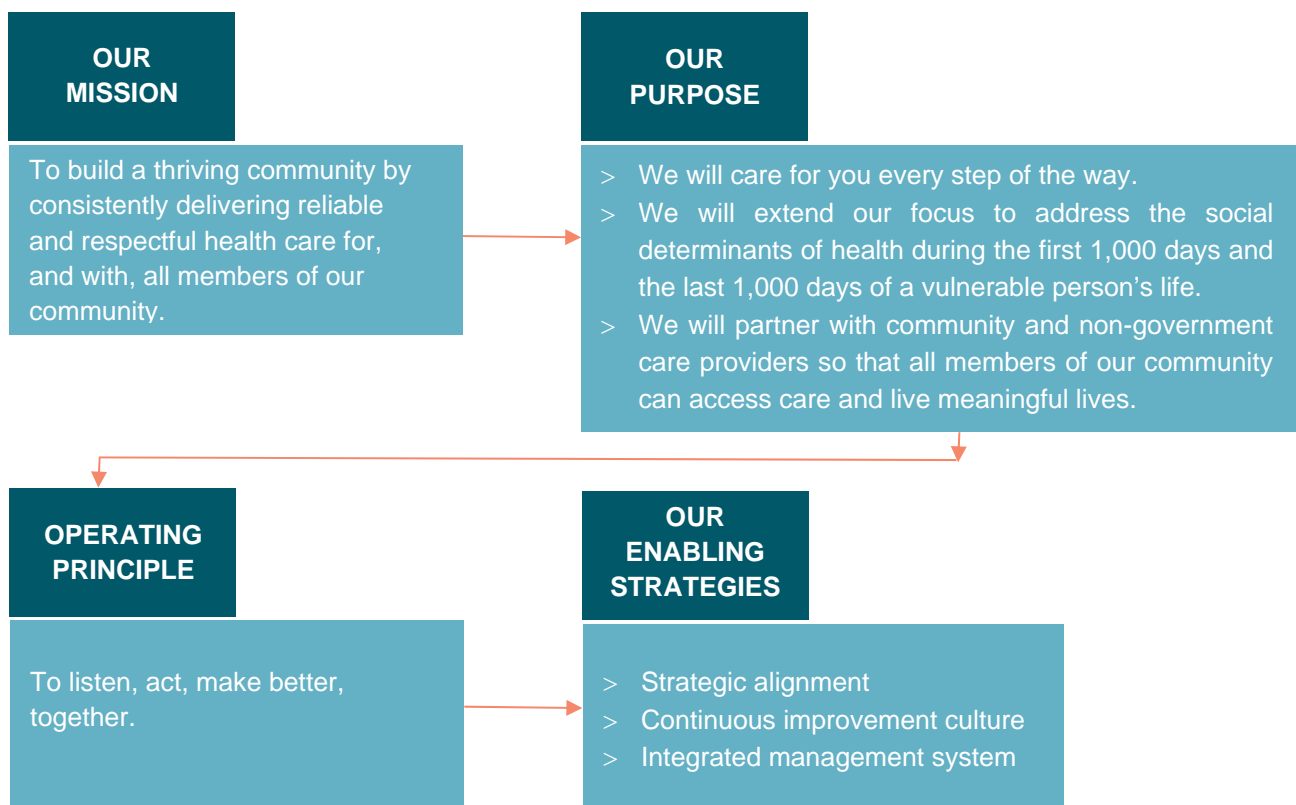 OUR
MISSION
To build a thriving community by
consistently delivering reliable
and respectful health care for,
and with, all members of our
community.
OUR
PURPOSE
> We will care for you every step of the way.
> We will extend our focus to address the social
determinants of health during the first 1,000 days and
the last 1,000 days of a vulnerable person’s life.
> We will partner with community and non-government
care providers so that all members of our community
can access care and live meaningful lives.
OPERATING
PRINCIPLE
To listen, act, make better,
together.
OUR
ENABLING
STRATEGIES
> Strategic alignment
> Continuous improvement culture
> Integrated management system